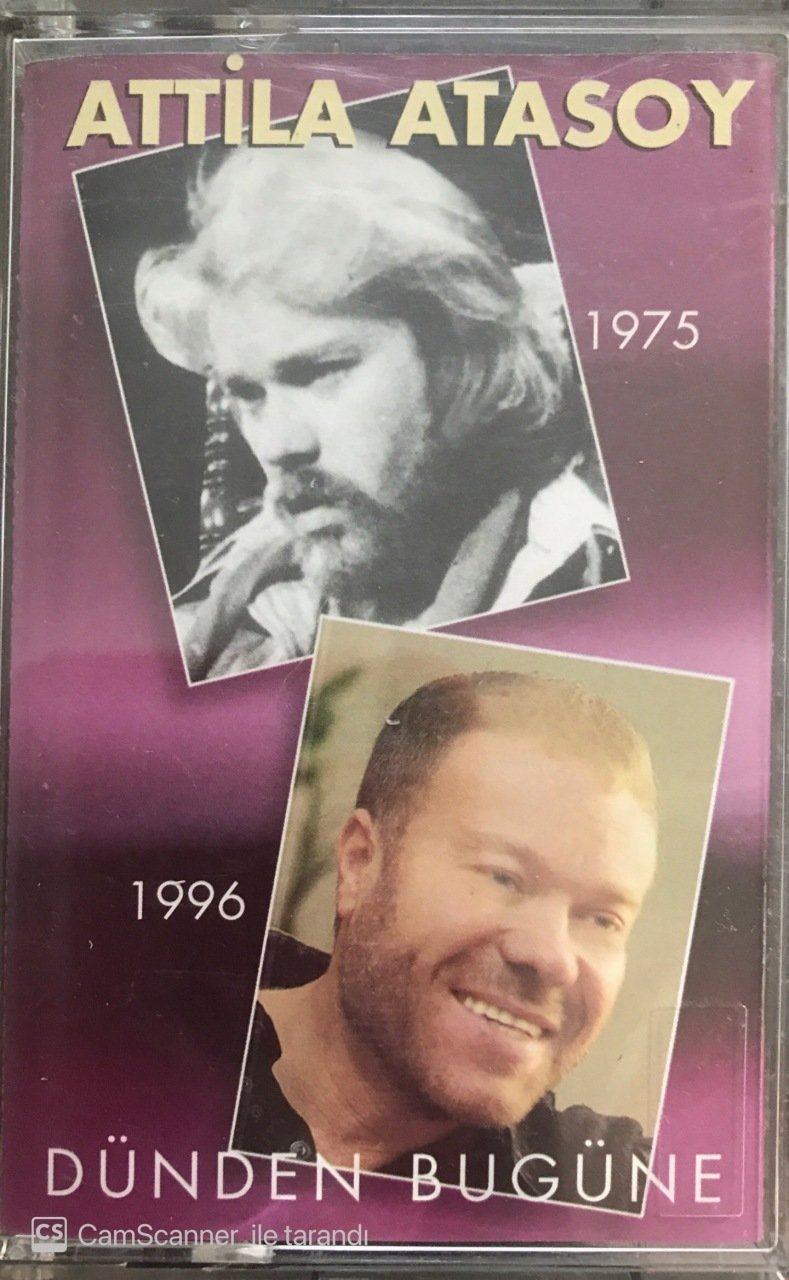 ATTİLA ATASOY
1975
1996
DÜNDEN BUGÜNE
CS CamScanner ile tarandı